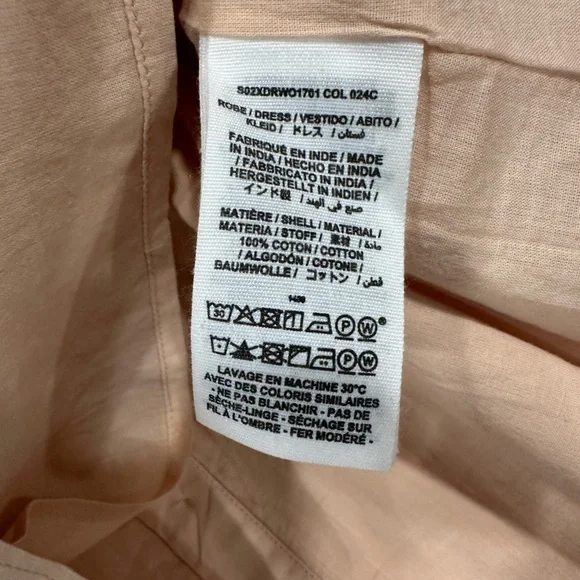 S02XDRWO1701 COL 024C
ROBE / DRESS / VESTIDO / ABITO /
KLEID / ドレス / فستان
FABRIQUÉ EN INDE / MADE
IN INDIA / HECHO EN INDIA
/ FABBRICATO IN INDIA /
HERGESTELLT IN INDIEN /
インド製 / صنع في الهند
MATIÈRE / SHELL / MATERIAL /
MATERIA / STOFF / 素材 / مادة
100% COTON / COTTON
/ ALGODÓN / COTONE /
BAUMWOLLE / コットン / قطن
30 P W ®
P W
LAVAGE EN MACHINE 30°C
AVEC DES COLORIS SIMILAIRES
- NE PAS BLANCHIR - PAS DE
SÈCHE-LINGE - SÉCHAGE SUR
FIL À L'OMBRE - FER MODÉRÉ -